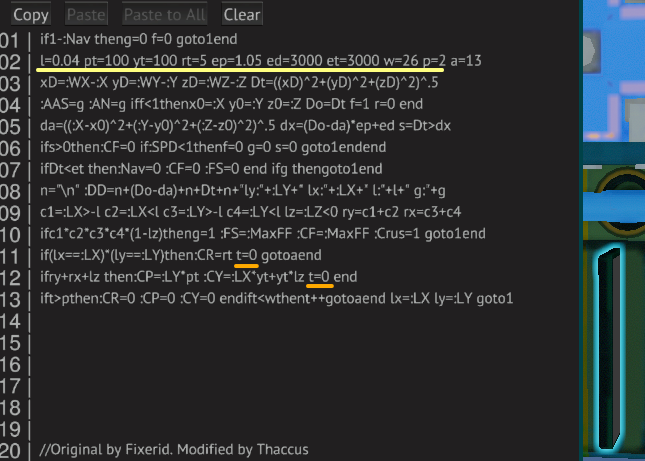 Copy Paste Paste to All Clear
01 if1-:Nav theng=0 f=0 goto1end
02 l=0.04 pt=100 yt=100 rt=5 ep=1.05 ed=3000 et=3000 w=26 p=2 a=13
03 xD=:WX-:X yD=:WY-:Y zD=:WZ-:Z Dt=((xD)^2+(yD)^2+(zD)^2)^.5
04 :AAS=g :AN=g iff<1thenx0=:X y0=:Y z0=:Z Do=Dt f=1 r=0 end
05 da=((:X-x0)^2+(:Y-y0)^2+(:Z-z0)^2)^.5 dx=(Do-da)*ep+ed s=Dt>dx
06 ifs>0then:CF=0 if:SPD<1thenf=0 g=0 s=0 goto1endend
07 ifDt<et then:Nav=0 :CF=0 :FS=0 end ifg thengoto1end
08 n="\n" :DD=n+(Do-da)+n+Dt+n+"ly:"+:LY+" lx:"+:LX+" l:"+l+" g:"+g
09 c1=:LX>-l c2=:LX<l c3=:LY>-l c4=:LY<l lz=:LZ<0 ry=c1+c2 rx=c3+c4
10 ifc1*c2*c3*c4*(1-lz)theng=1 :FS=:MaxFF :CF=:MaxFF :Crus=1 goto1end
11 if(lx==:LX)*(ly==:LY)then:CR=rt t=0 gotoaend
12 ifry+rx+lz then:CP=:LY*pt :CY=:LX*yt+yt*lz t=0 end
13 ift>pthen:CR=0 :CP=0 :CY=0 endift<wthent++gotoaend lx=:LX ly=:LY goto1
14
15
16
17
18
19
20 //Original by Fixerid. Modified by Thaccus